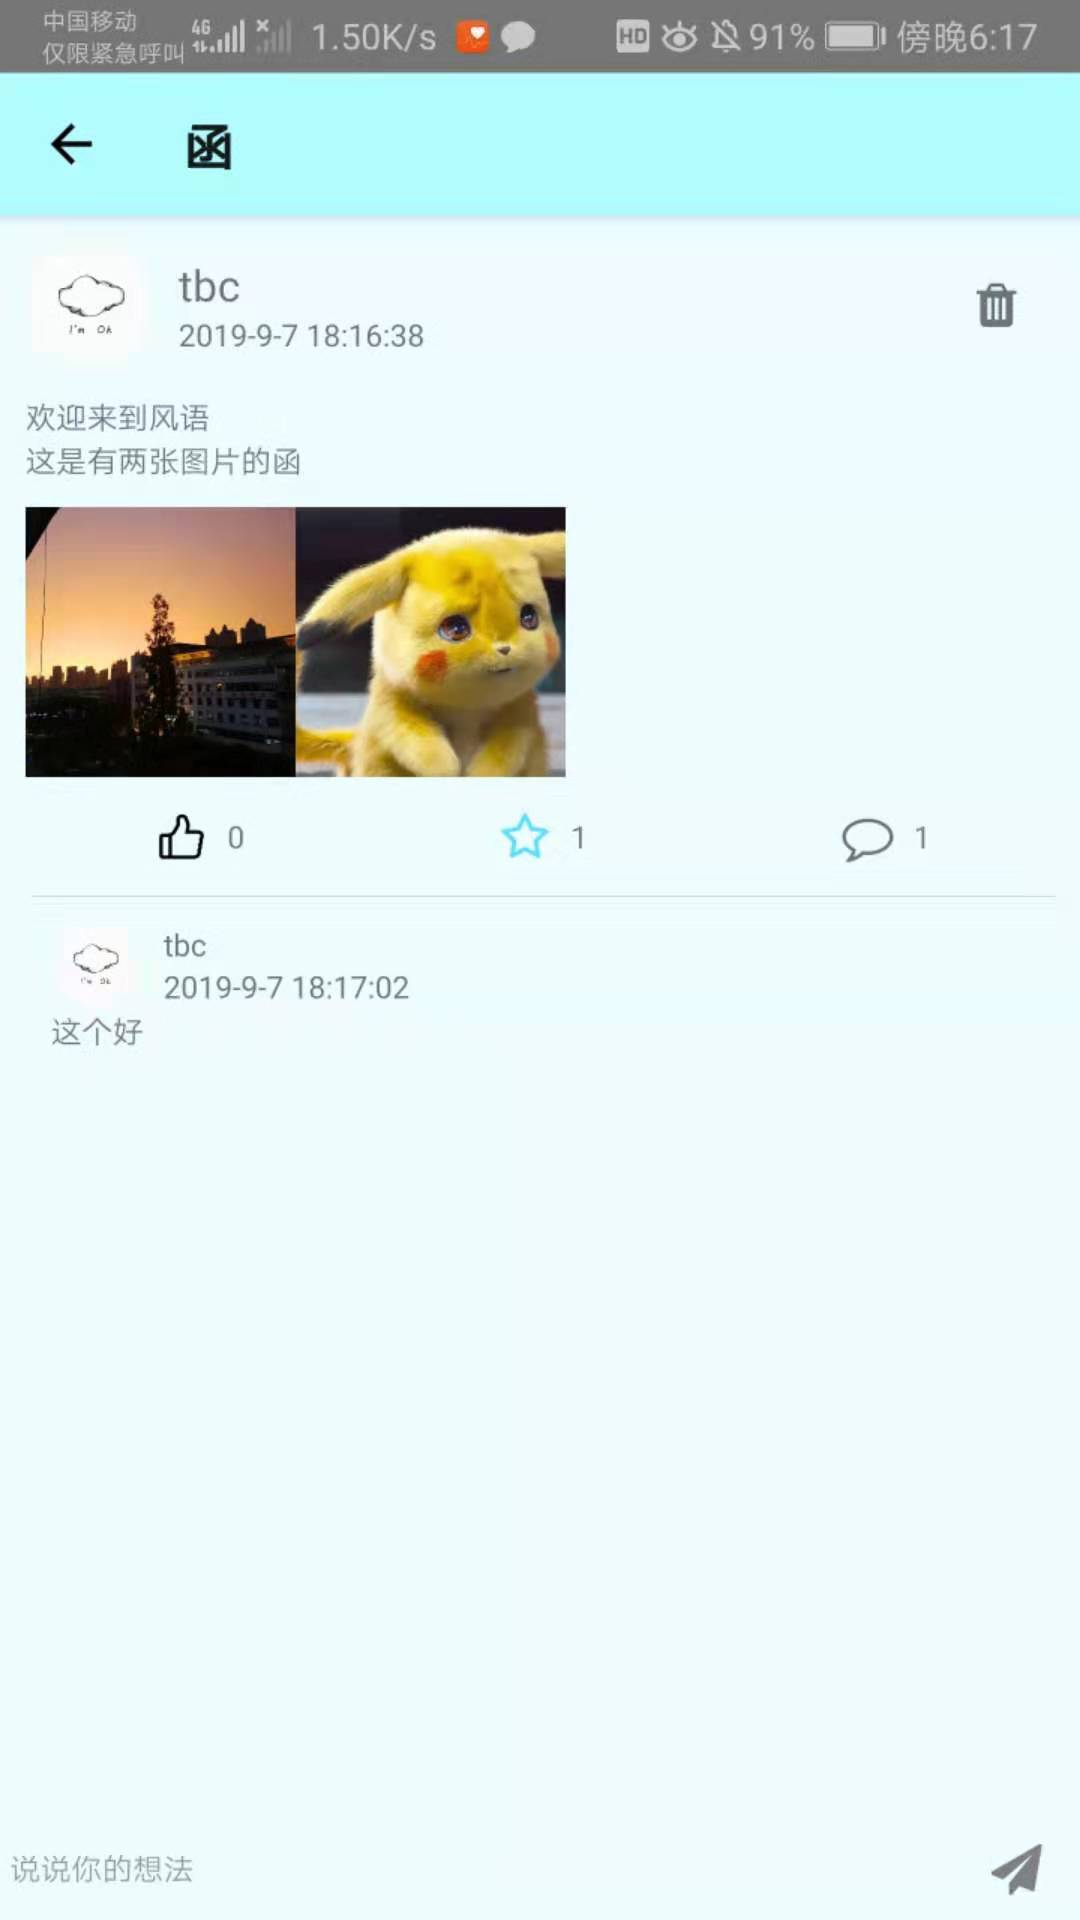 中国移动
仅限紧急呼叫
4G
1.50K/s
HD
91%
傍晚6:17
函
I'm Ok
tbc
2019-9-7 18:16:38
欢迎来到风语
这是有两张图片的函
0
1
1
I'm Ok
tbc
2019-9-7 18:17:02
这个好
说说你的想法